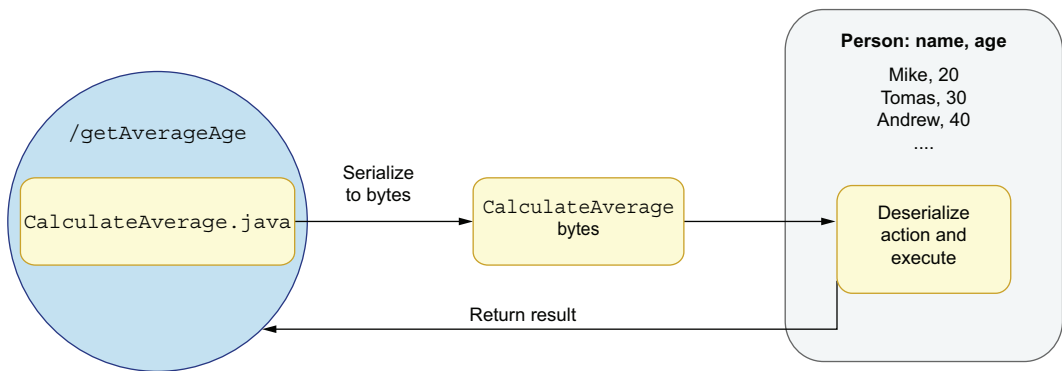 /getAverageAge
CalculateAverage.java
Serialize
to bytes
CalculateAverage
bytes
Person: name, age
Mike, 20
Tomas, 30
Andrew, 40
....
Deserialize
action and
execute
Return result